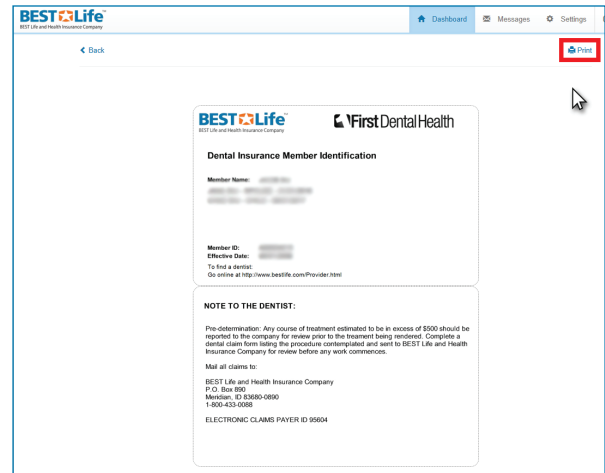 BEST Life™
BEST Life and Health Insurance Company
Dashboard Messages Settings
Back Print
BEST Life™
BEST Life and Health Insurance Company
First Dental Health
Dental Insurance Member Identification
Member Name:
Member ID:
Effective Date:
To find a dentist:
Go online at http://www.bestlife.com/Provider.html
NOTE TO THE DENTIST:
Pre-determination: Any course of treatment estimated to be in excess of $500 should be
reported to the company for review prior to the treament being rendered. Complete a
dental claim form listing the procedure contemplated and sent to BEST Life and Health
Insurance Company for review before any work commences.
Mail all claims to:
BEST Life and Health Insurance Company
P.O. Box 890
Meridian, ID 83680-0890
1-800-433-0088
ELECTRONIC CLAIMS PAYER ID 95604